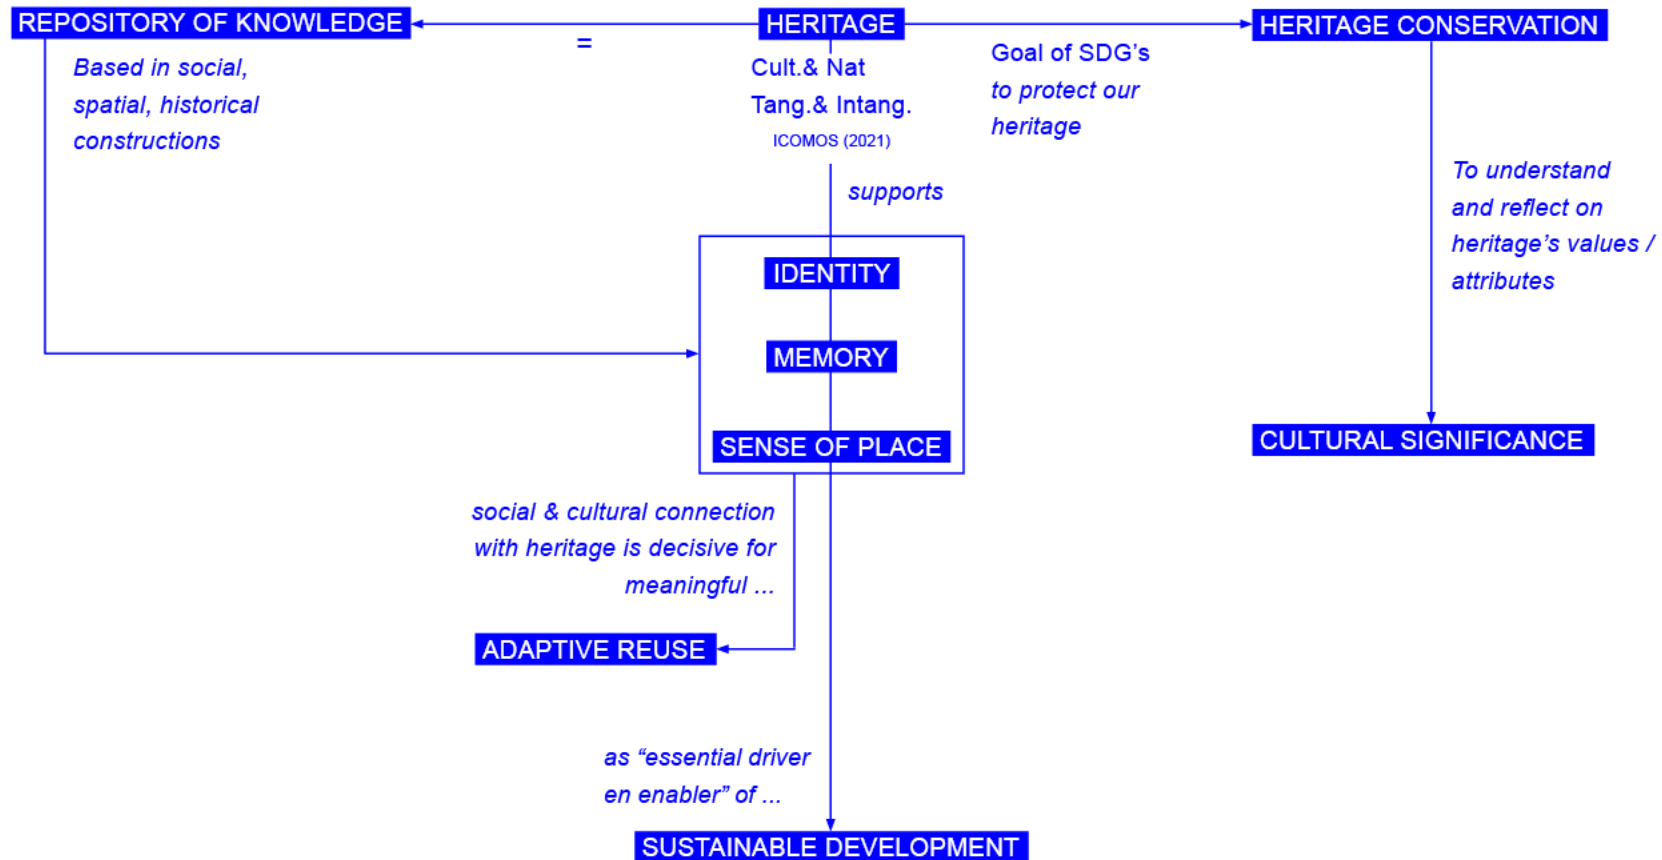 REPOSITORY OF KNOWLEDGE
=
HERITAGE
HERITAGE CONSERVATION
Based in social,
spatial, historical
constructions
Cult.& Nat
Tang.& Intang.
ICOMOS (2021)
Goal of SDG's
to protect our
heritage
supports
To understand
and reflect on
heritage's values /
attributes
IDENTITY
MEMORY
SENSE OF PLACE
CULTURAL SIGNIFICANCE
social & cultural connection
with heritage is decisive for
meaningful ...
ADAPTIVE REUSE
as “essential driver
en enabler” of ...
SUSTAINABLE DEVELOPMENT